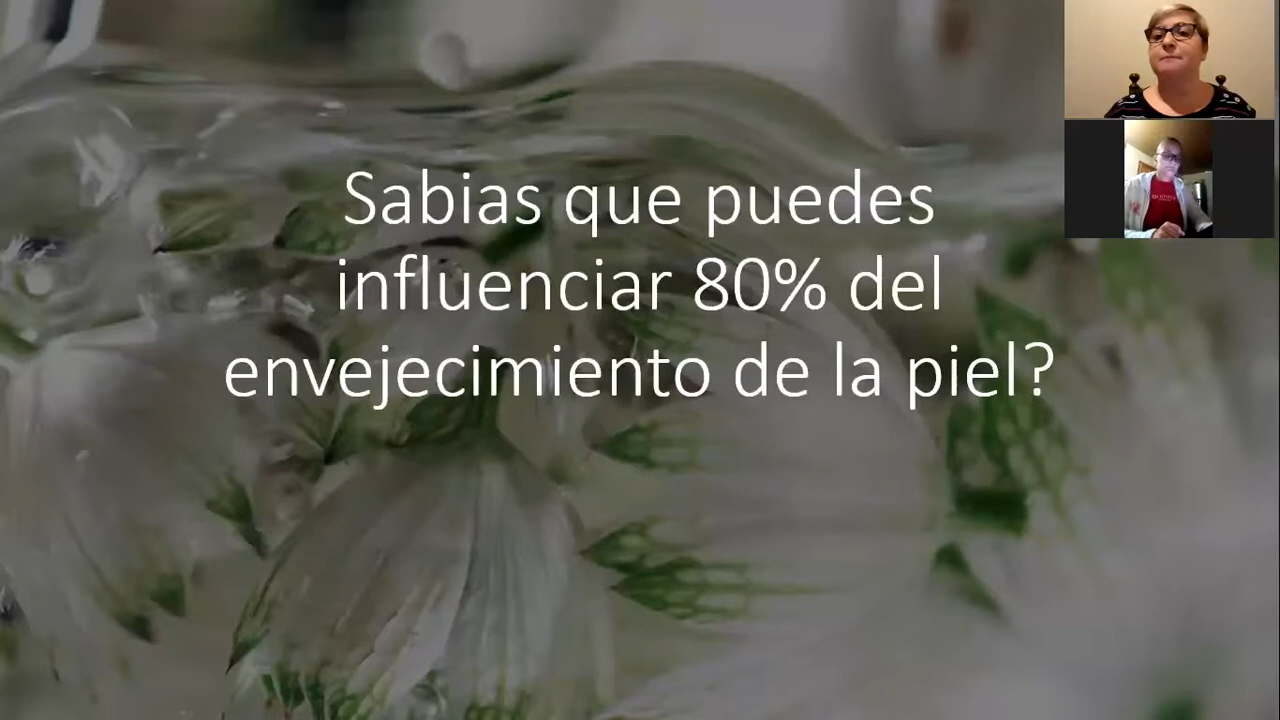 Sabias que puedes
influenciar 80% del
envejecimiento de la piel?